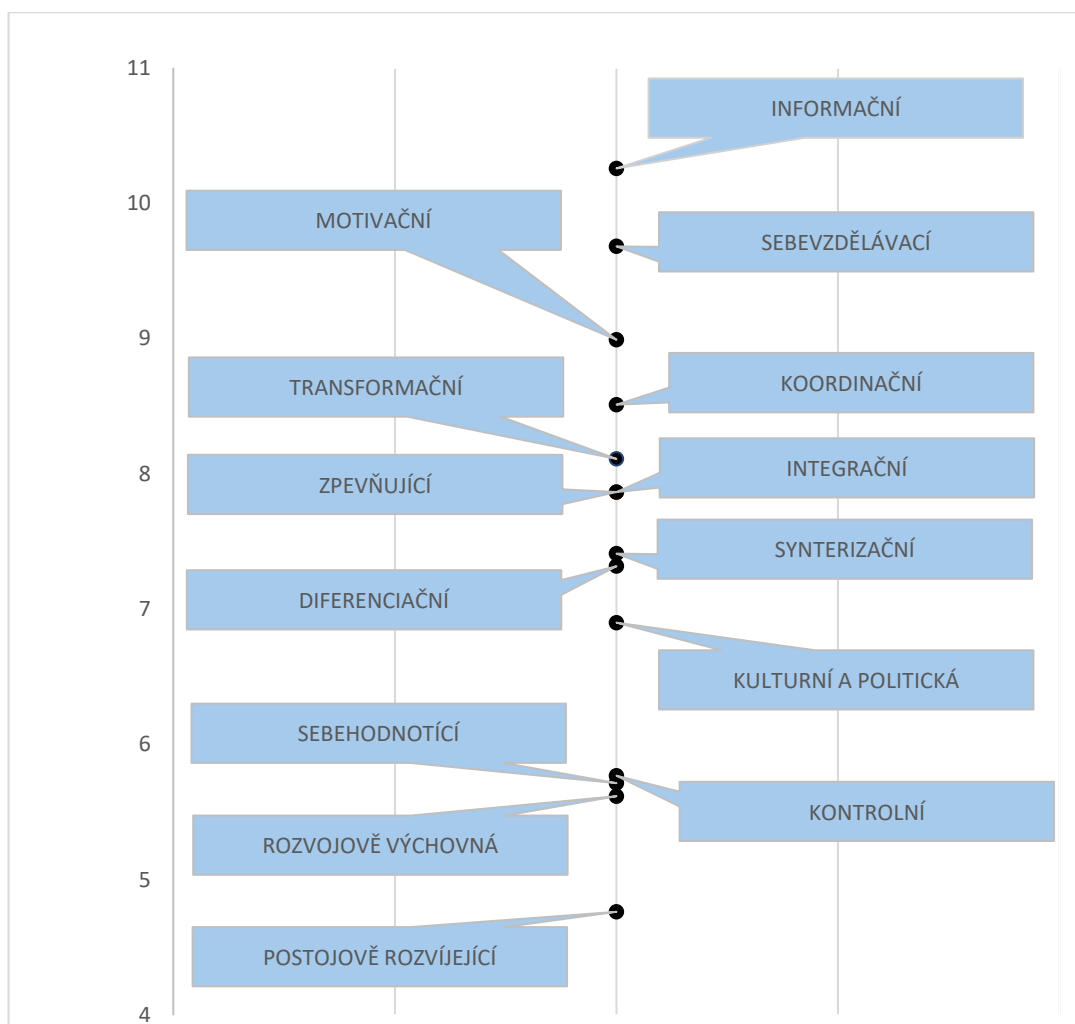 11
INFORMAČNÍ
10
MOTIVAČNÍ
SEBEVZDĚLÁVACÍ
9
TRANSFORMAČNÍ
KOORDINAČNÍ
8
ZPEVŇUJÍCÍ
INTEGRAČNÍ
SYNTERIZAČNÍ
DIFERENCIAČNÍ
7
KULTURNÍ A POLITICKÁ
SEBEHODNOTÍCÍ
6
KONTROLNÍ
ROZVOJOVĚ VÝCHOVNÁ
5
POSTOJOVĚ ROZVÍJEJÍCÍ
4